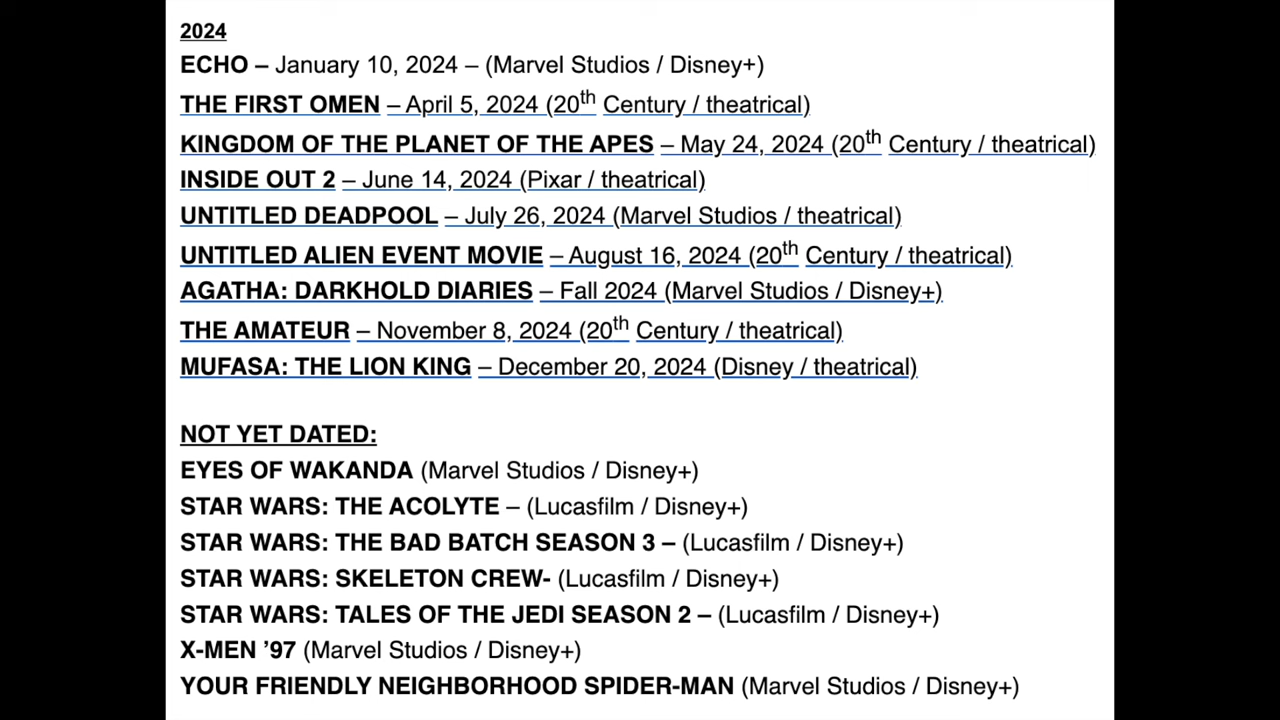 2024
ECHO – January 10, 2024 – (Marvel Studios / Disney+)
THE FIRST OMEN – April 5, 2024 (20th Century / theatrical)
KINGDOM OF THE PLANET OF THE APES – May 24, 2024 (20th Century / theatrical)
INSIDE OUT 2 – June 14, 2024 (Pixar / theatrical)
UNTITLED DEADPOOL – July 26, 2024 (Marvel Studios / theatrical)
UNTITLED ALIEN EVENT MOVIE – August 16, 2024 (20th Century / theatrical)
AGATHA: DARKHOLD DIARIES – Fall 2024 (Marvel Studios / Disney+)
THE AMATEUR – November 8, 2024 (20th Century / theatrical)
MUFASA: THE LION KING – December 20, 2024 (Disney / theatrical)
NOT YET DATED:
EYES OF WAKANDA (Marvel Studios / Disney+)
STAR WARS: THE ACOLYTE – (Lucasfilm / Disney+)
STAR WARS: THE BAD BATCH SEASON 3 – (Lucasfilm / Disney+)
STAR WARS: SKELETON CREW- (Lucasfilm / Disney+)
STAR WARS: TALES OF THE JEDI SEASON 2 – (Lucasfilm / Disney+)
X-MEN ’97 (Marvel Studios / Disney+)
YOUR FRIENDLY NEIGHBORHOOD SPIDER-MAN (Marvel Studios / Disney+)